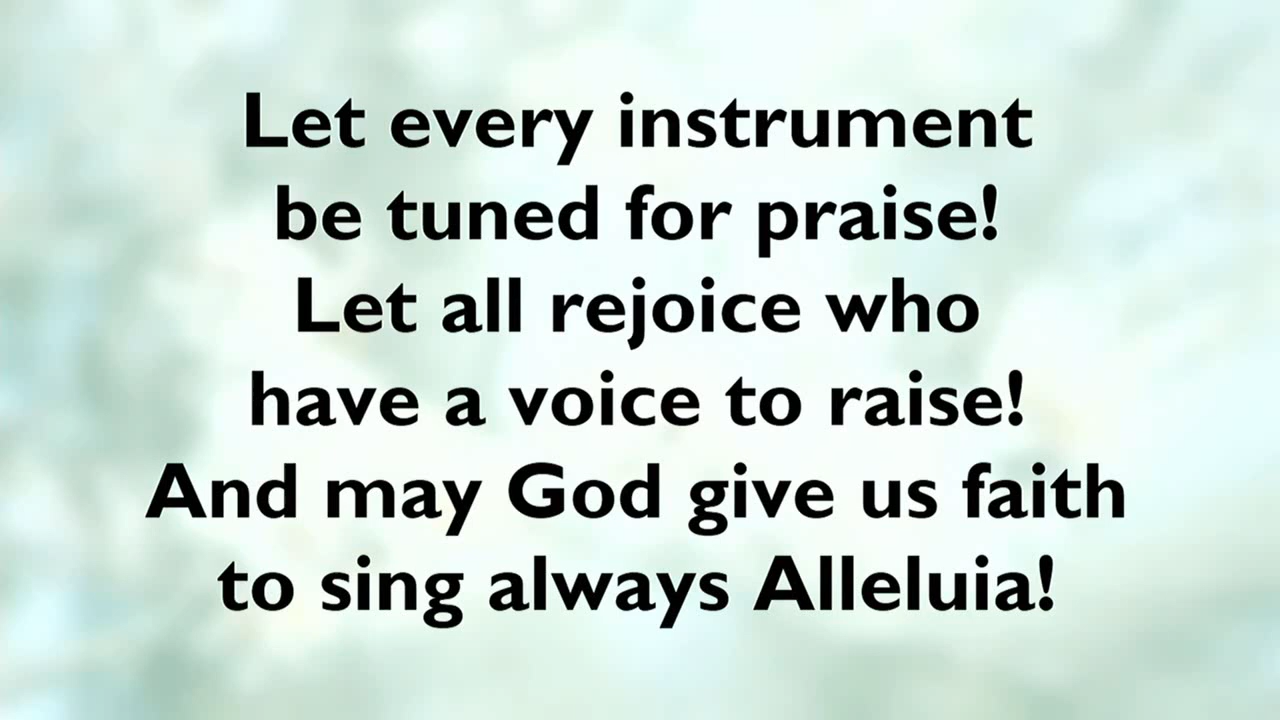 Let every instrument
be tuned for praise!
Let all rejoice who
have a voice to raise!
And may God give us faith
to sing always Alleluia!